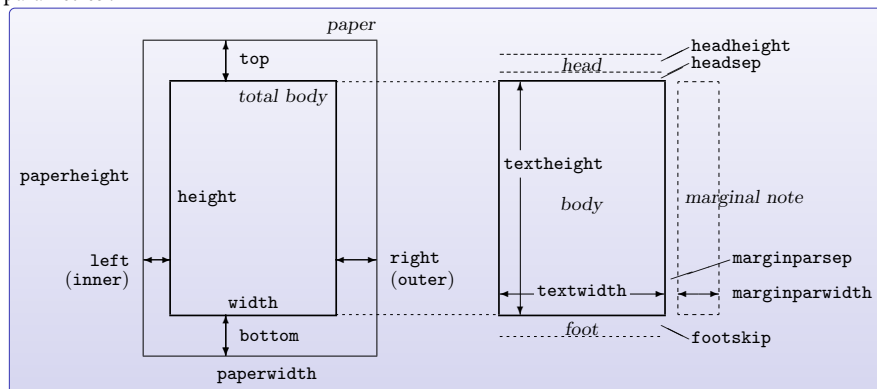 paper
top
total body
paperheight
height
left
(inner)
right
(outer)
width
bottom
paperwidth
headheight
headsep
head
textheight
body
marginal note
marginparsep
textwidth
marginparwidth
foot
footskip